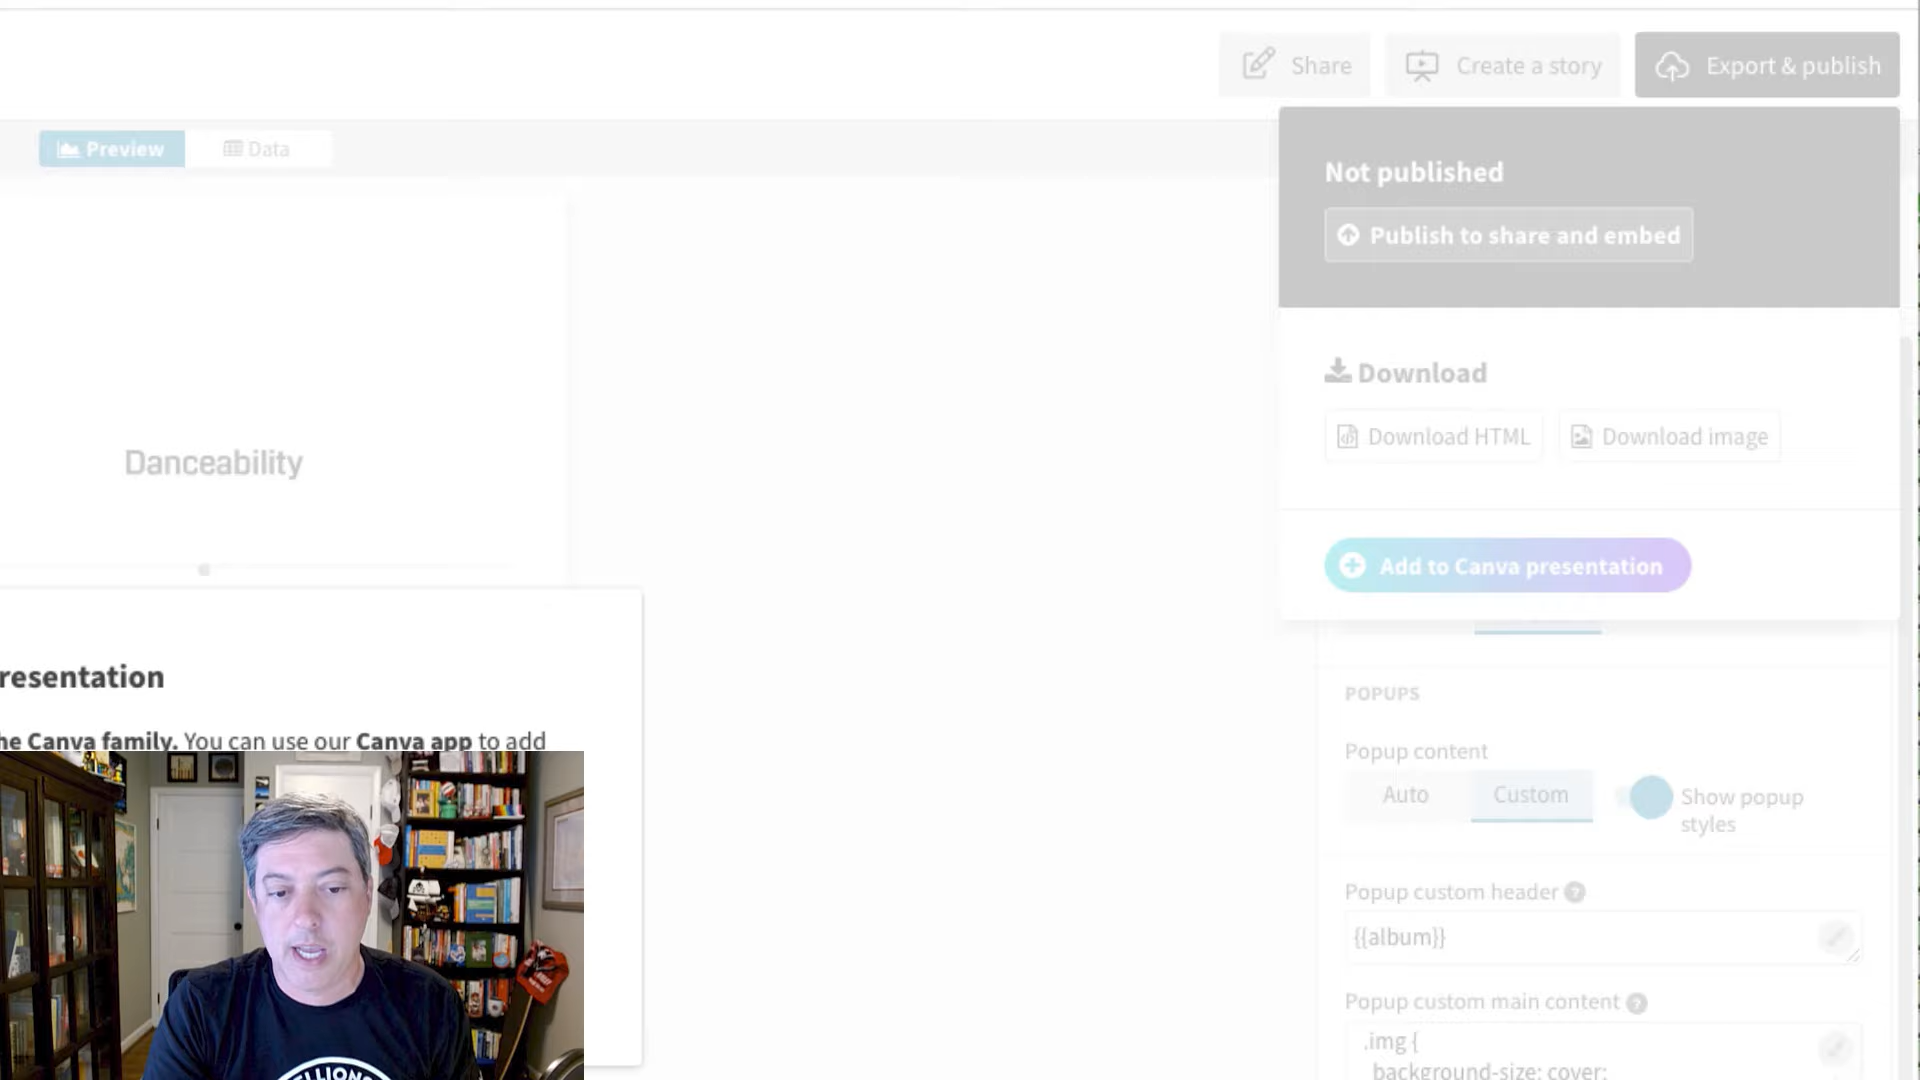 Share
Create a story
Export & publish
Preview
Data
Not published
Publish to share and embed
Download
Download HTML
Download image
Danceability
Add to Canva presentation
resentation
he Canva family. You can use our Canva app to add
POPUPS
Popup content
Auto
Custom
Show popup
styles
Popup custom header
{{album}}
Popup custom main content
.img {
background-size: cover;
LLIONS